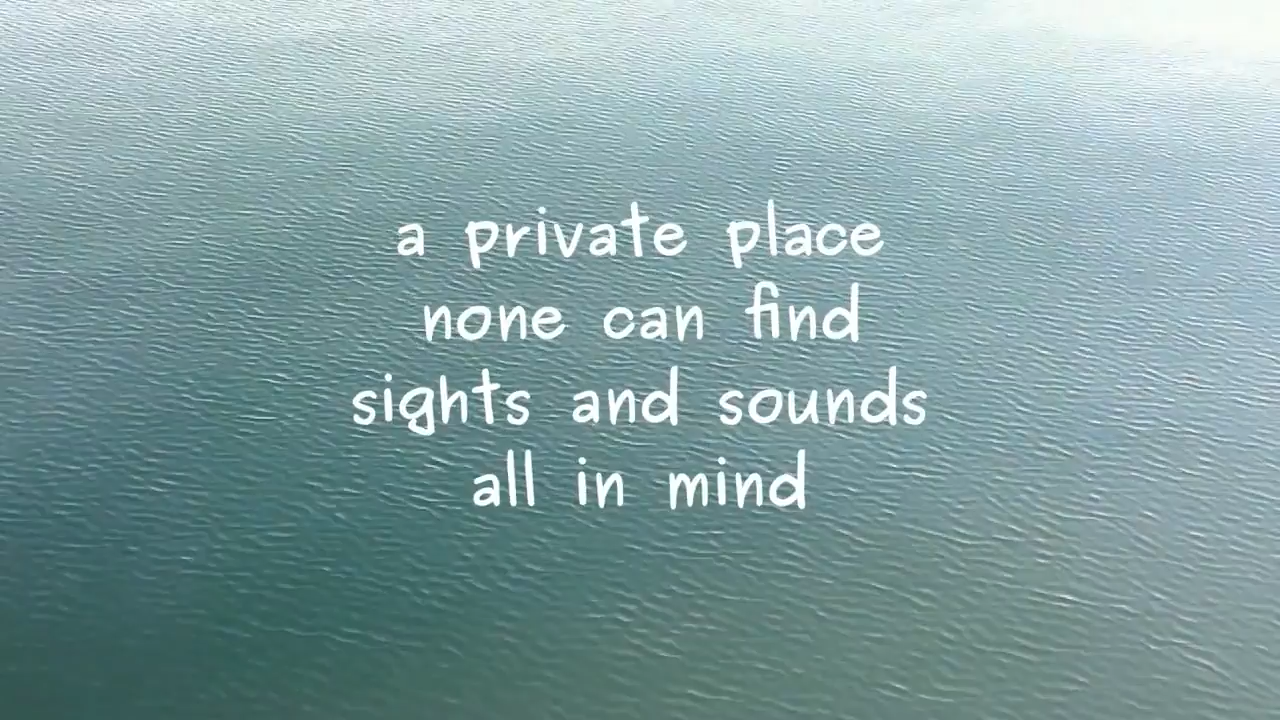 a private place
none can find
sights and sounds
all in mind